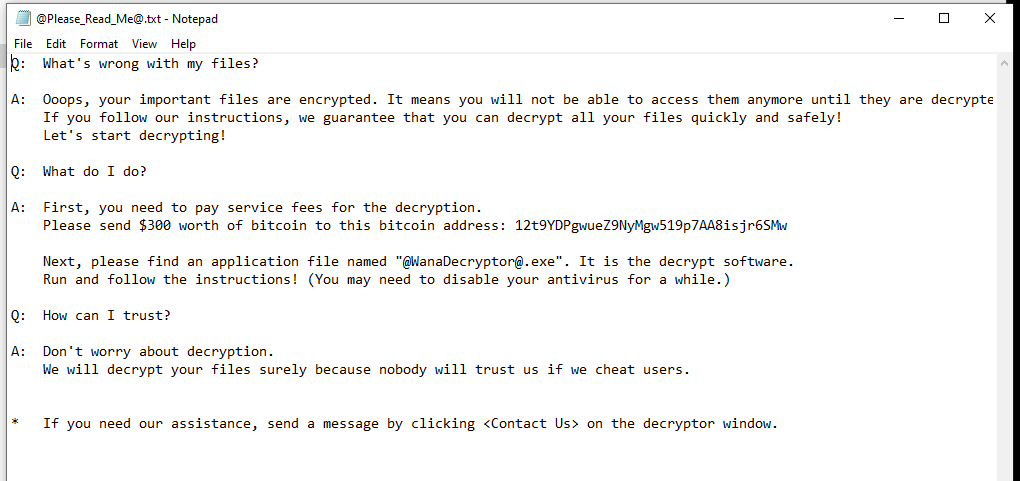 @Please_Read_Me@.txt - Notepad
File Edit Format View Help
Q: What's wrong with my files?
A: Ooops, your important files are encrypted. It means you will not be able to access them anymore until they are decrypte
If you follow our instructions, we guarantee that you can decrypt all your files quickly and safely!
Let's start decrypting!
Q: What do I do?
A: First, you need to pay service fees for the decryption.
Please send $300 worth of bitcoin to this bitcoin address: 12t9YDPgwueZ9NyMgw519p7AA8isjr6SMw
Next, please find an application file named "@WanaDecryptor@.exe". It is the decrypt software.
Run and follow the instructions! (You may need to disable your antivirus for a while.)
Q: How can I trust?
A: Don't worry about decryption.
We will decrypt your files surely because nobody will trust us if we cheat users.
* If you need our assistance, send a message by clicking <Contact Us> on the decryptor window.